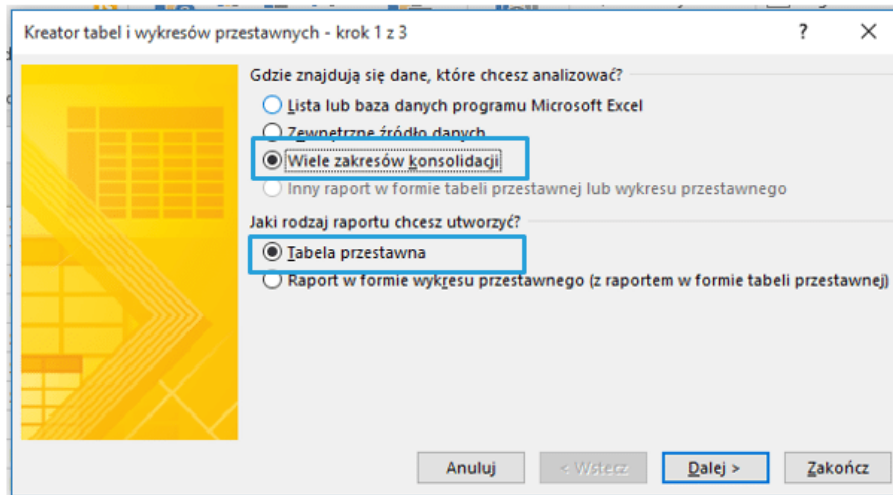 Kreator tabel i wykresów przestawnych - krok 1 z 3 ? ×
Gdzie znajdują się dane, które chcesz analizować?
Lista lub baza danych programu Microsoft Excel
Zewnętrzne źródło danych
Wiele zakresów konsolidacji
Inny raport w formie tabeli przestawnej lub wykresu przestawnego
Jaki rodzaj raportu chcesz utworzyć?
Tabela przestawna
Raport w formie wykresu przestawnego (z raportem w formie tabeli przestawnej)
Anuluj < Wstecz Dalej > Zakończ